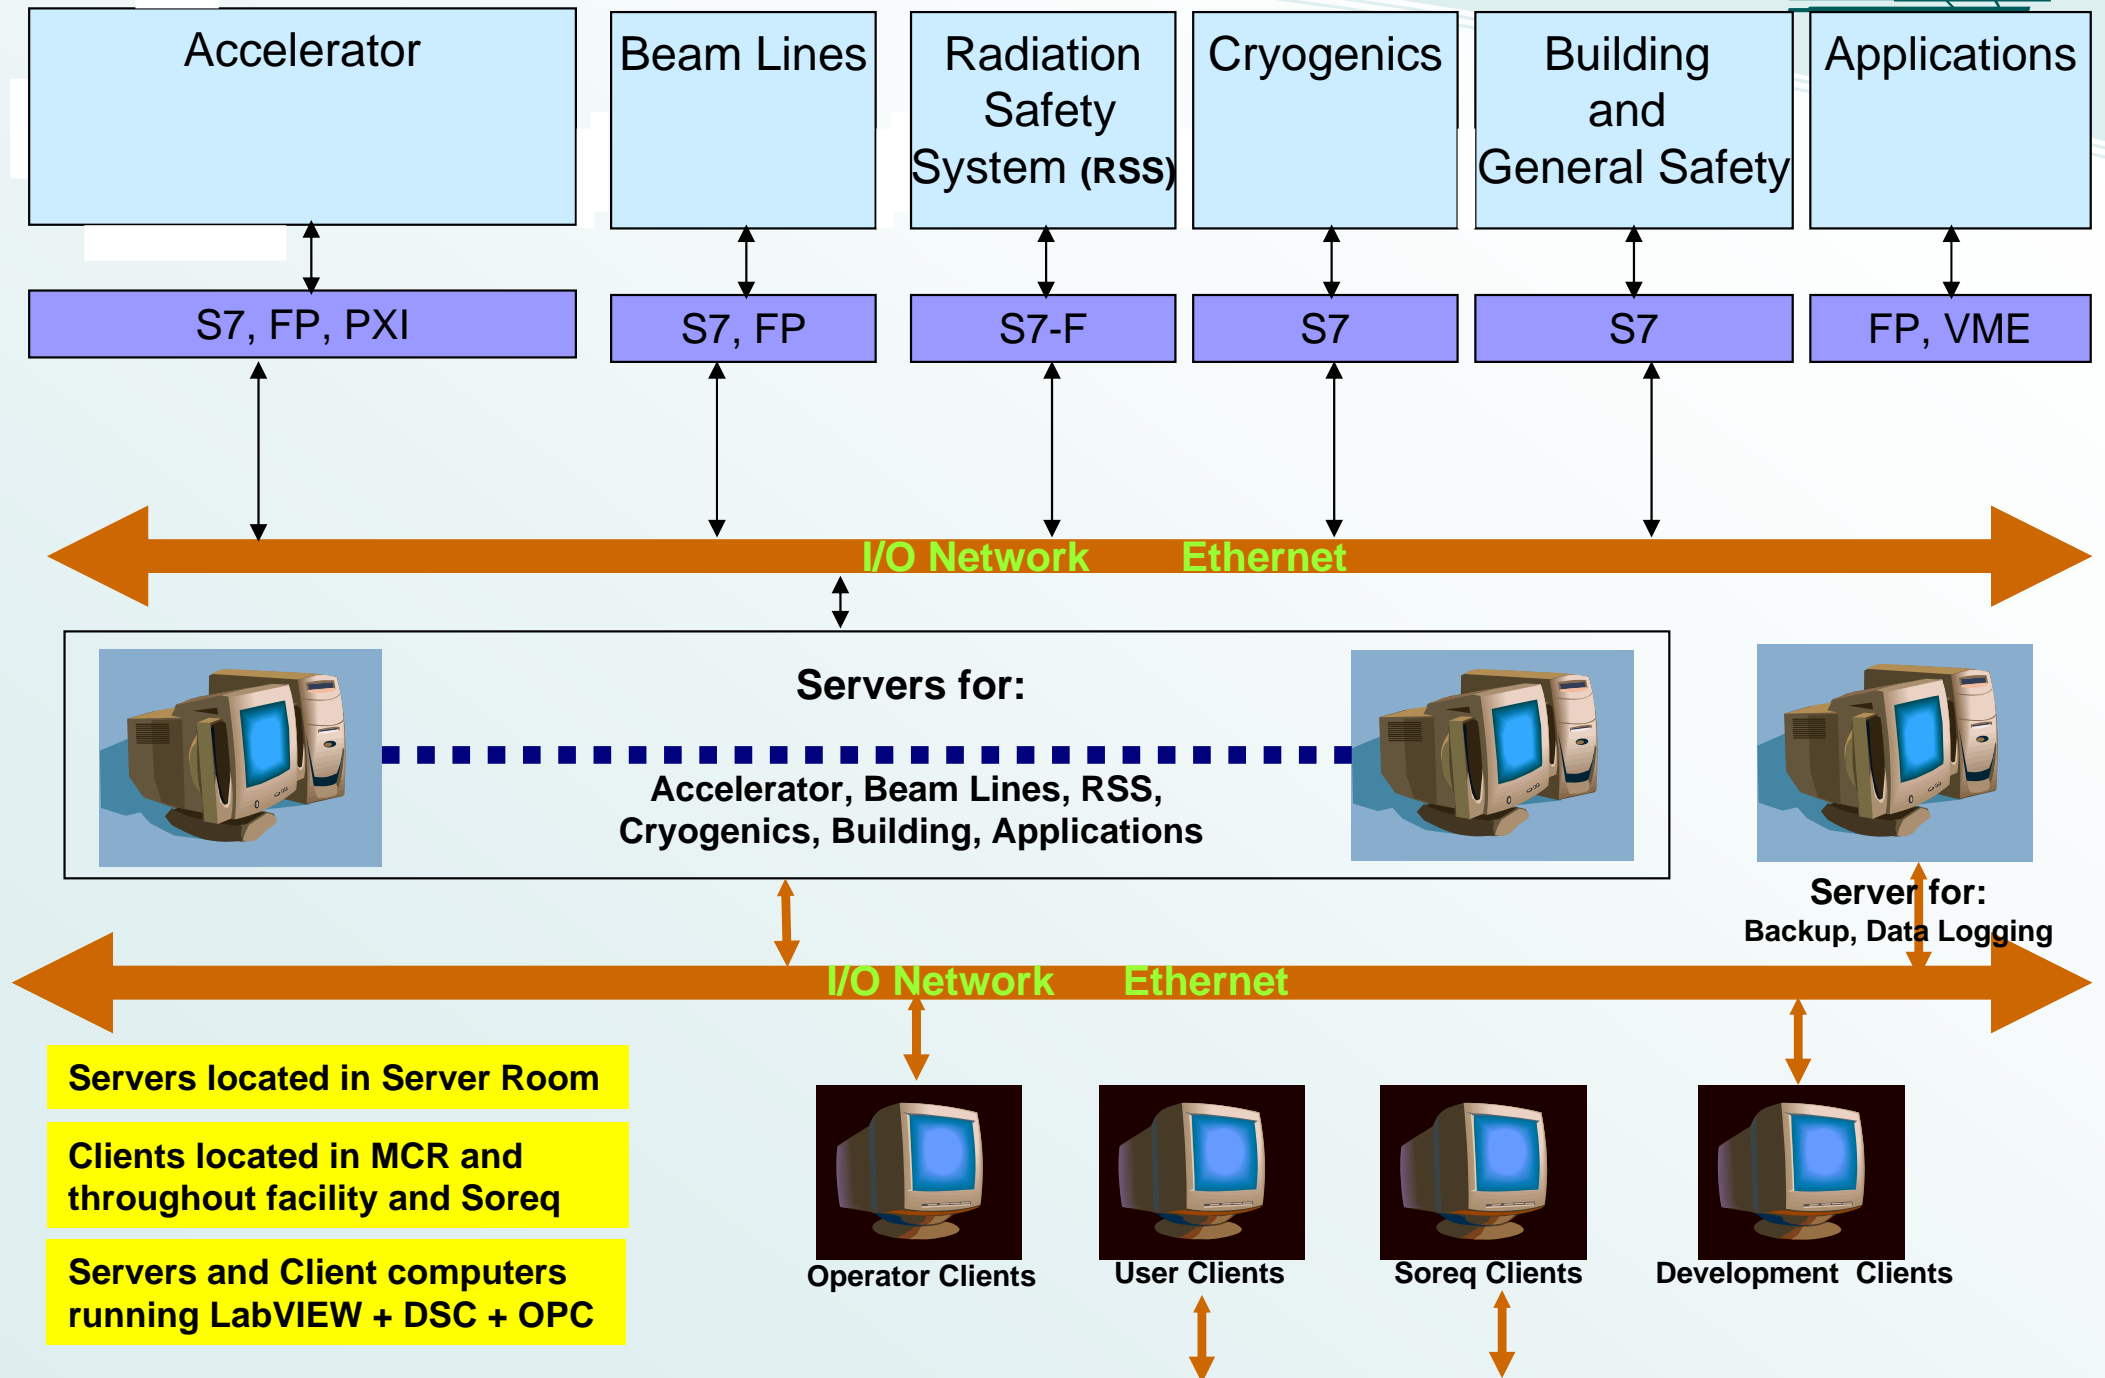 Accelerator
Beam Lines
Radiation
Safety
System (RSS)
Cryogenics
Building
and
General Safety
Applications
S7, FP, PXI
S7, FP
S7-F
S7
S7
FP, VME
I/O Network Ethernet
Servers for:
Accelerator, Beam Lines, RSS,
Cryogenics, Building, Applications
Server for:
Backup, Data Logging
I/O Network Ethernet
Servers located in Server Room
Clients located in MCR and
throughout facility and Soreq
Servers and Client computers
running LabVIEW + DSC + OPC
Operator Clients
User Clients
Soreq Clients
Development Clients